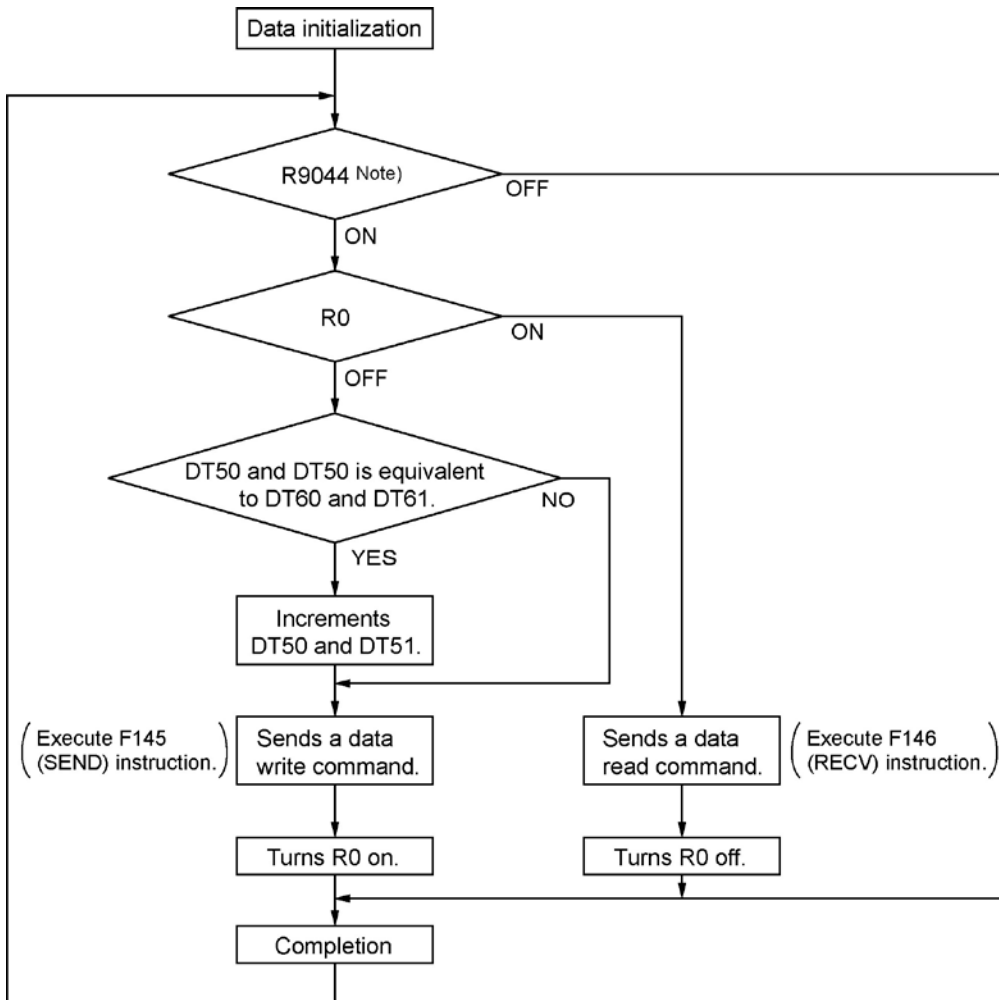 Data initialization
R9044 Note)
OFF
ON
R0
ON
OFF
DT50 and DT50 is equivalent
to DT60 and DT61.
NO
YES
Increments
DT50 and DT51.
(Execute F145
(SEND) instruction.)
Sends a data
write command.
Sends a data
read command.
(Execute F146
(RECV) instruction.)
Turns R0 on.
Turns R0 off.
Completion